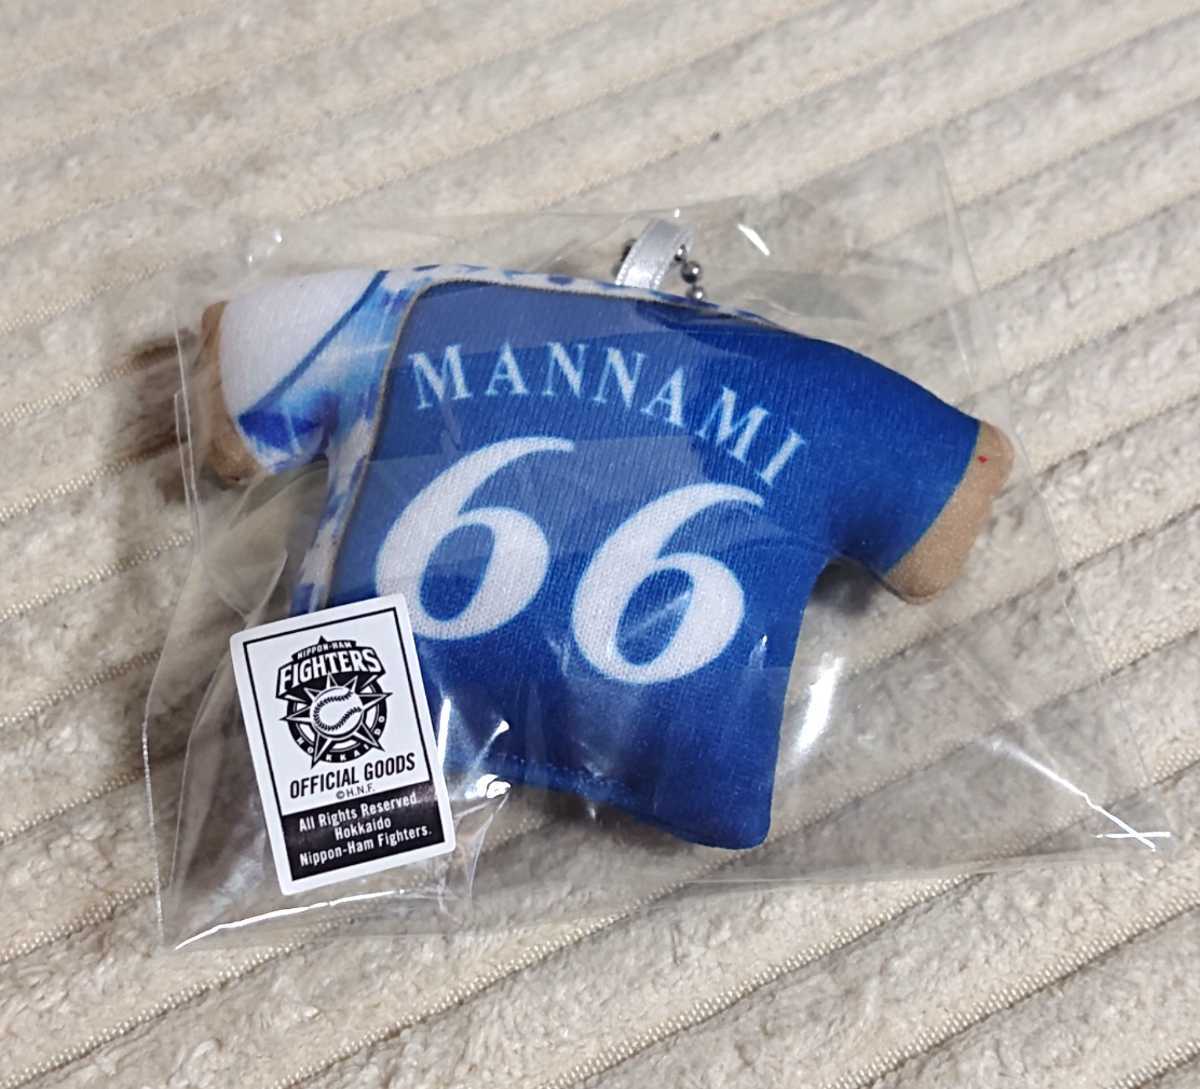 MANNAMI
66
NIPPON-HAM
FIGHTERS
HOKKAIDO
OFFICIAL GOODS
©H.N.F.
All Rights Reserved.
Hokkaido
Nippon-Ham Fighters.